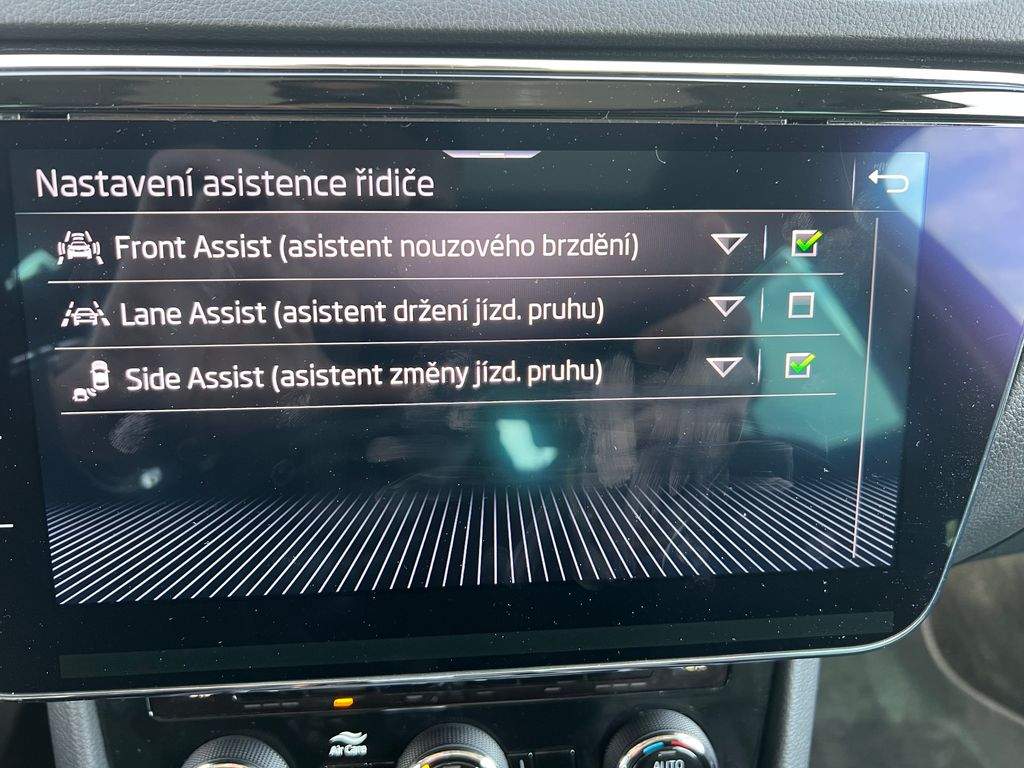 Nastavení asistence řidiče
Front Assist (asistent nouzového brzdění)
Lane Assist (asistent držení jízd. pruhu)
Side Assist (asistent změny jízd. pruhu)
Air Care
AUTO